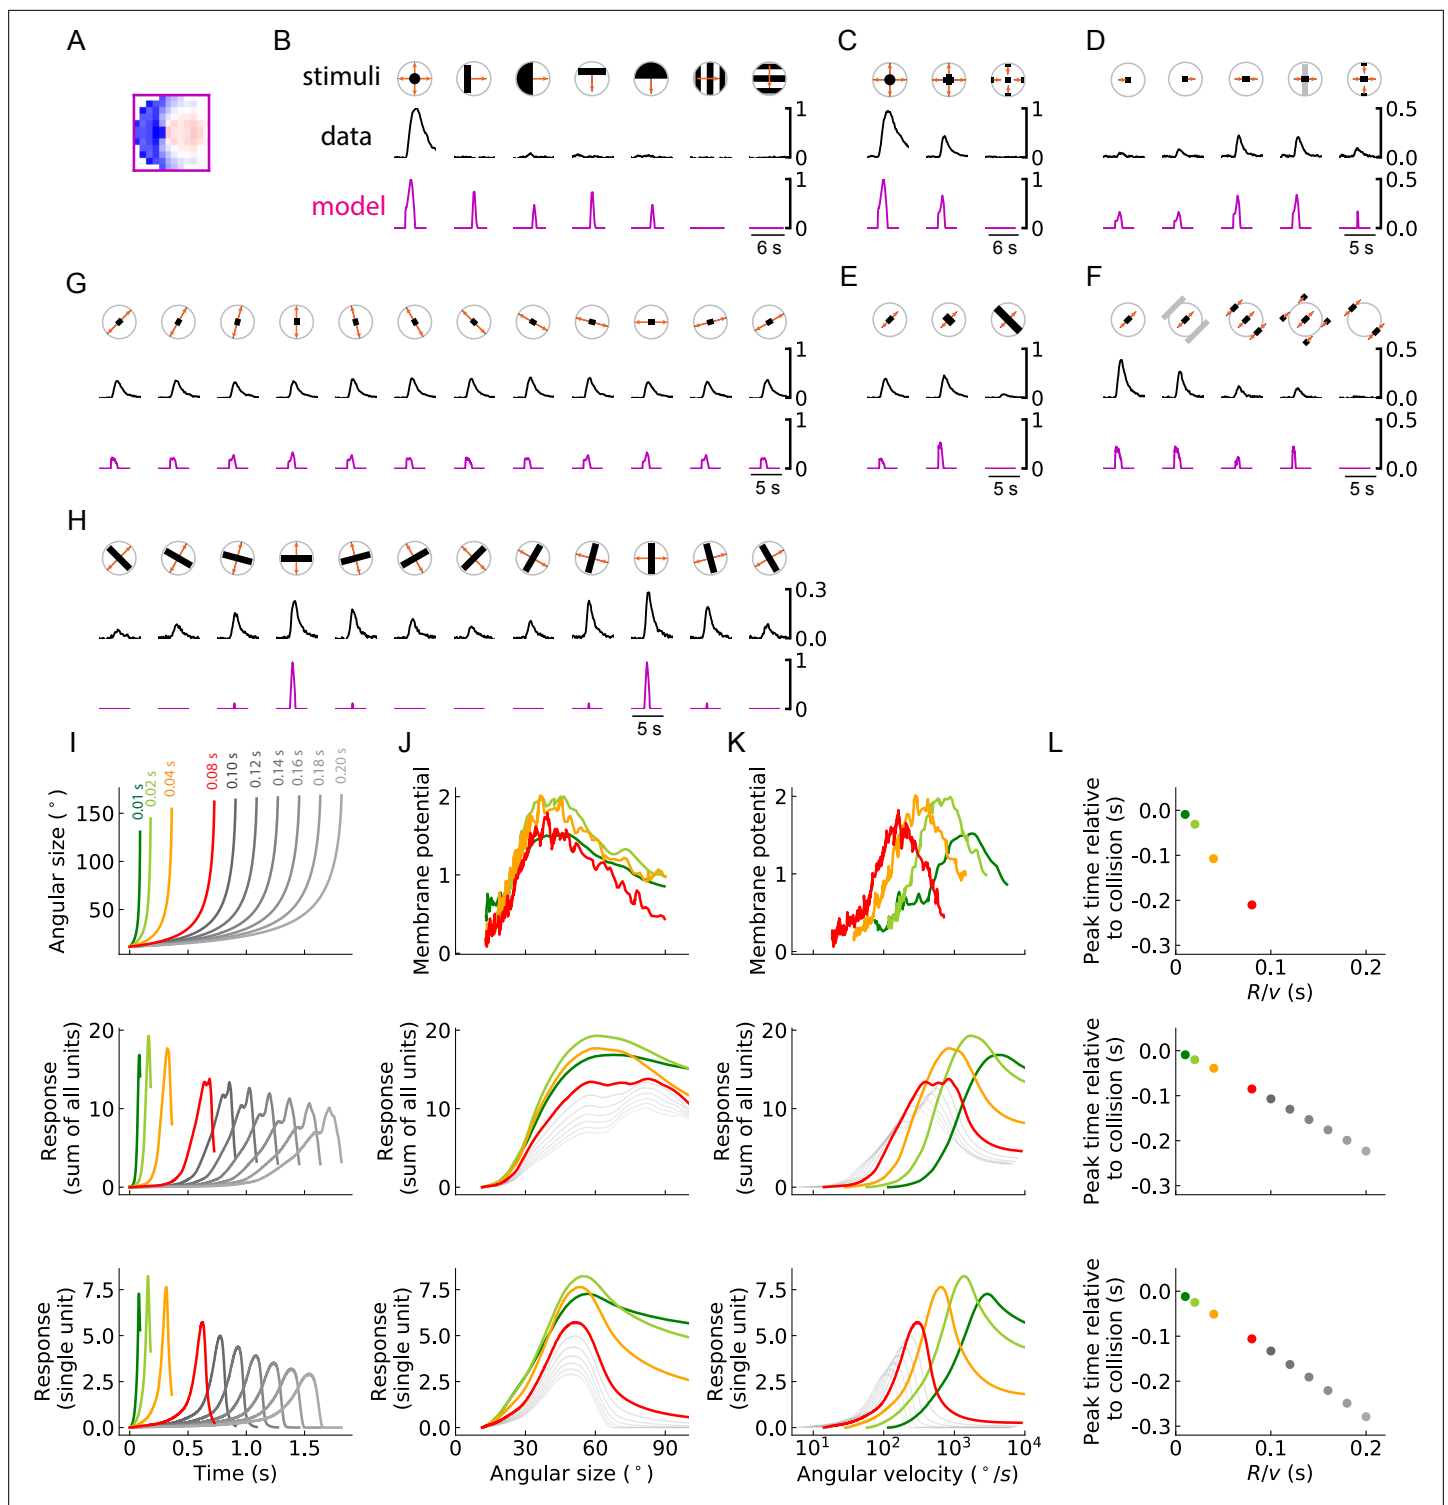 A
B
stimuli
data
model
1
0
1
0
6 s
C
1
0
1
0
6 s
D
0.5
0.0
0.5
0.0
5 s
G
1
0
1
0
5 s
E
1
0
1
0
5 s
F
0.5
0.0
0.5
0.0
5 s
H
0.3
0.0
1
0
5 s
I
0.01 s
0.02 s
0.04 s
0.08 s
0.10 s
0.12 s
0.14 s
0.16 s
0.18 s
0.20 s
Angular size (°)
150
100
50
Response
(sum of all units)
20
10
0
Response
(single unit)
7.5
5.0
2.5
0.0
0.0 0.5 1.0 1.5
Time (s)
J
Membrane potential
2
1
0
Response
(sum of all units)
20
10
0
Response
(single unit)
7.5
5.0
2.5
0.0
0 30 60 90
Angular size (°)
K
Membrane potential
2
1
0
Response
(sum of all units)
20
10
0
Response
(single unit)
7.5
5.0
2.5
0.0
10¹ 10² 10³ 10⁴
Angular velocity (°/s)
L
Peak time relative
to collision (s)
0.0
-0.1
-0.2
-0.3
0 0.1 0.2
R/v (s)
Peak time relative
to collision (s)
0.0
-0.1
-0.2
-0.3
Peak time relative
to collision (s)
0.0
-0.1
-0.2
-0.3
0 0.1 0.2
R/v (s)